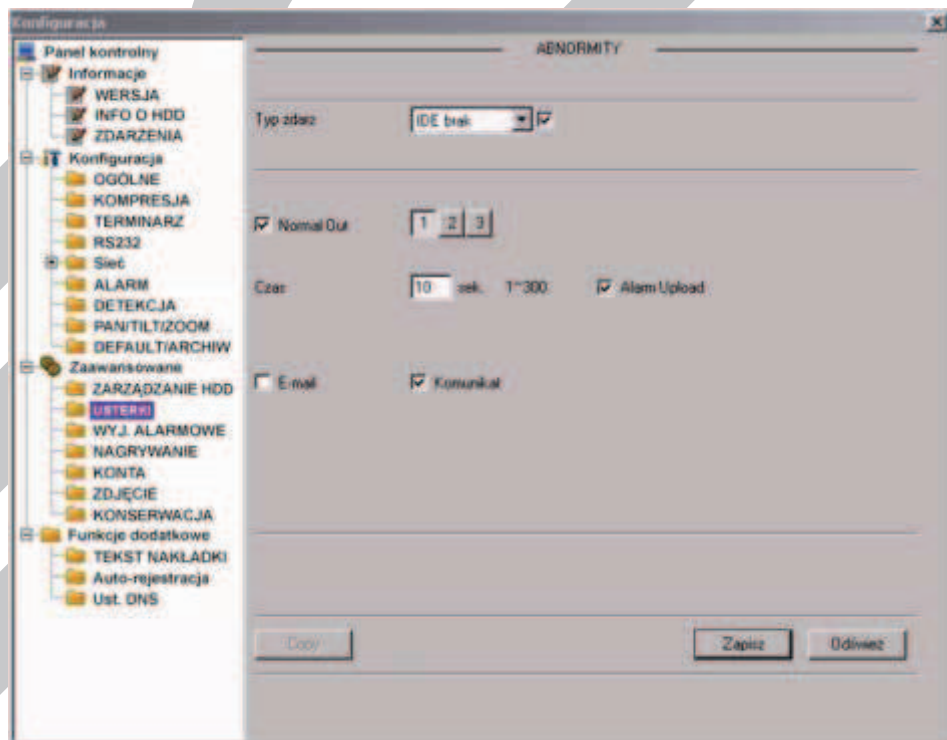 Konfiguracja
Panel kontrolny
Informacje
WERSJA
INFO O HDD
ZDARZENIA
Konfiguracja
OGÓLNE
KOMPRESJA
TERMINARZ
RS232
Sieć
ALARM
DETEKCJA
PAN/TILT/ZOOM
DEFAULT/ARCHIW
Zaawansowane
ZARZĄDZANIE HDD
USTERKI
WYJ. ALARMOWE
NAGRYWANIE
KONTA
ZDJĘCIE
KONSERWACJA
Funkcje dodatkowe
TEKST NAKŁADKI
Auto-rejestracja
Ust. DNS
ABNORMITY
Typ zdarz IDE brak
Normal Out 1 2 3
Czas 10 sek. 1~300 Alarm Upload
E-mail Komunikat
Copy Zapisz Odśwież